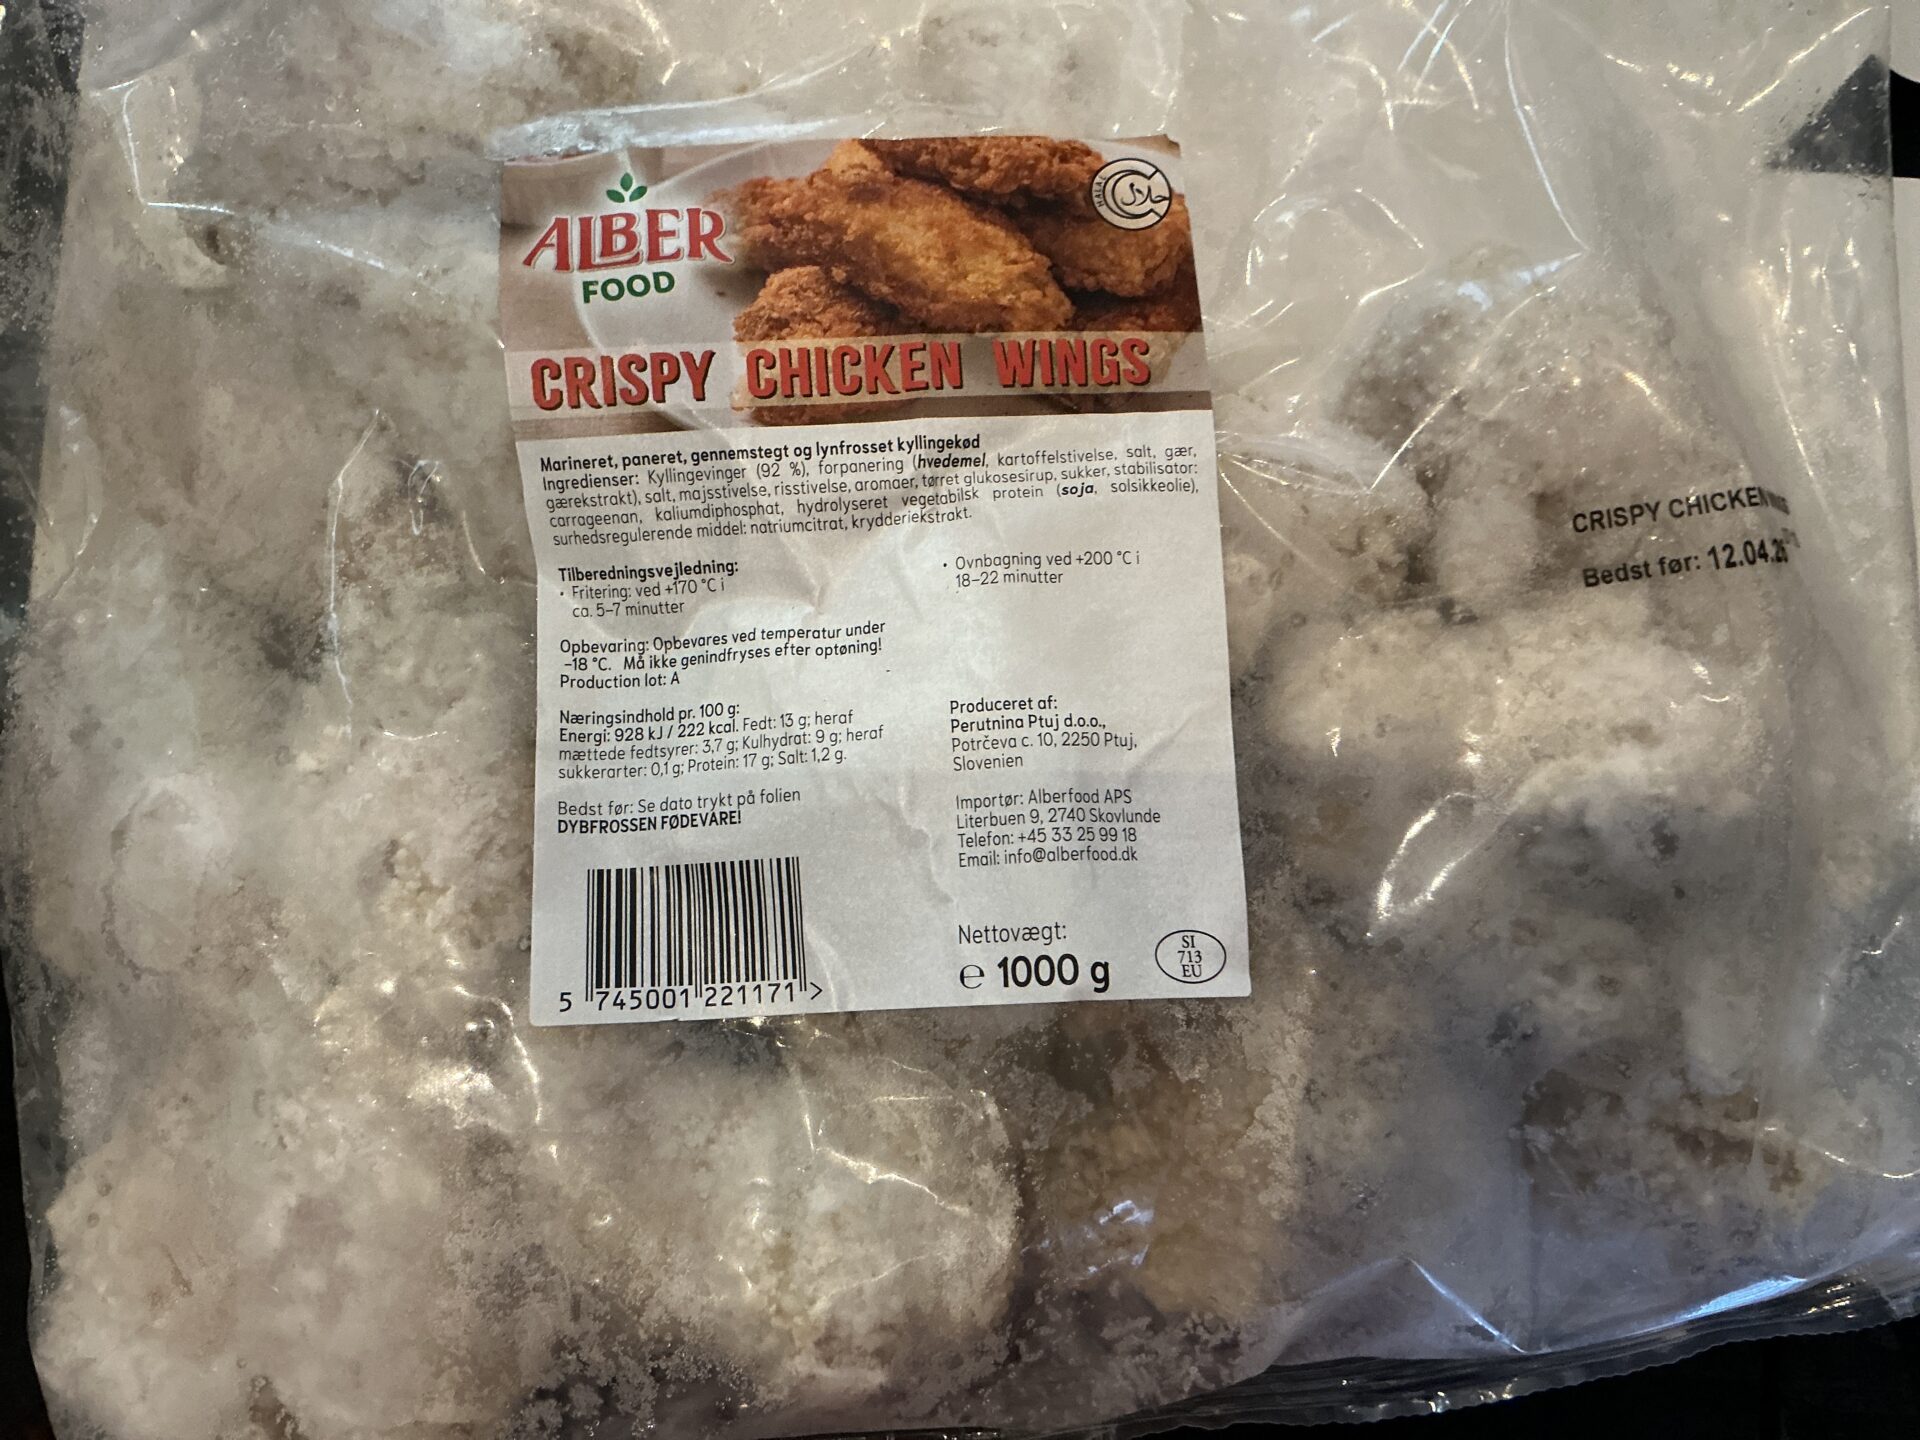 ALBER
FOOD
HALAL
حلال
CRISPY CHICKEN WINGS
Marineret, paneret, gennemstegt og lynfrosset kyllingekød
Ingredienser: Kyllingevinger (92 %), forpanering (hvedemel, kartoffelstivelse, salt, gær,
gærekstrakt), salt, majsstivelse, risstivelse, aromaer, tørret glukosesirup, sukker, stabilisator:
carrageenan, kaliumdiphosphat, hydrolyseret vegetabilsk protein (soja, solsikkeolie),
surhedsregulerende middel: natriumcitrat, krydderiekstrakt.
Tilberedningsvejledning:
• Fritering: ved +170 °C i
ca. 5-7 minutter
• Ovnbagning ved +200 °C i
18-22 minutter
Opbevaring: Opbevares ved temperatur under
-18 °C. Må ikke genindfryses efter optøning!
Production lot: A
Næringsindhold pr. 100 g:
Energi: 928 kJ / 222 kcal. Fedt: 13 g; heraf
mættede fedtsyrer: 3,7 g; Kulhydrat: 9 g; heraf
sukkerarter: 0,1 g; Protein: 17 g; Salt: 1,2 g.
Bedst før: Se dato trykt på folien
DYBFROSSEN FØDEVARE!
5 745001 221171 >
Produceret af:
Perutnina Ptuj d.o.o.,
Potrčeva c. 10, 2250 Ptuj,
Slovenien
Importør: Alberfood APS
Literbuen 9, 2740 Skovlunde
Telefon: +45 33 25 99 18
Email: info@alberfood.dk
Nettovægt:
℮ 1000 g
SI
713
EU
CRISPY CHICKEN
Bedst før: